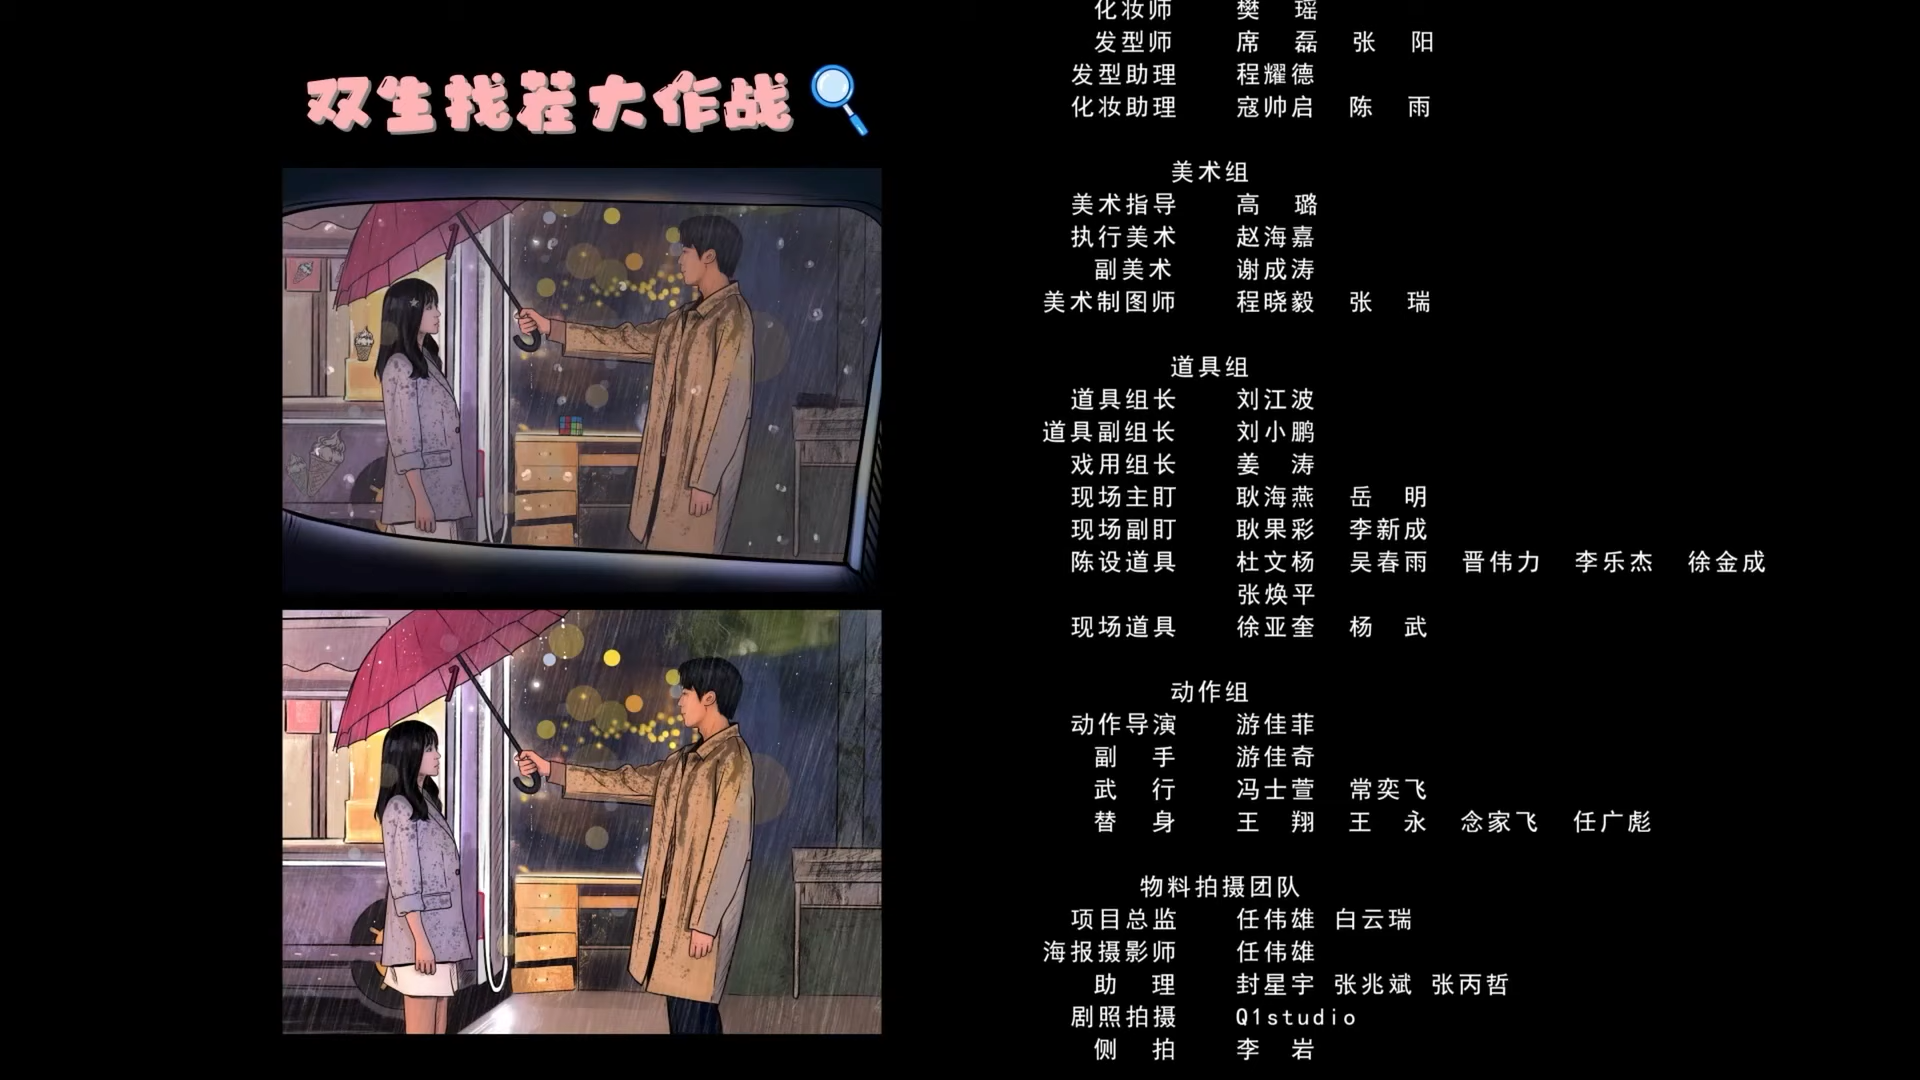 双生找茬大作战
化妆师 樊 瑶
发型师 席 磊 张 阳
发型助理 程耀德
化妆助理 寇帅启 陈 雨
美术组
美术指导 高 璐
执行美术 赵海嘉
副美术 谢成涛
美术制图师 程晓毅 张 瑞
道具组
道具组长 刘江波
道具副组长 刘小鹏
戏用组长 姜 涛
现场主盯 耿海燕 岳 明
现场副盯 耿果彩 李新成
陈设道具 杜文杨 吴春雨 晋伟力 李乐杰 徐金成
张焕平
现场道具 徐亚奎 杨 武
动作组
动作导演 游佳菲
副 手 游佳奇
武 行 冯士萱 常奕飞
替 身 王 翔 王 永 念家飞 任广彪
物料拍摄团队
项目总监 任伟雄 白云瑞
海报摄影师 任伟雄
助 理 封星宇 张兆斌 张丙哲
剧照拍摄 Q1studio
侧 拍 李 岩